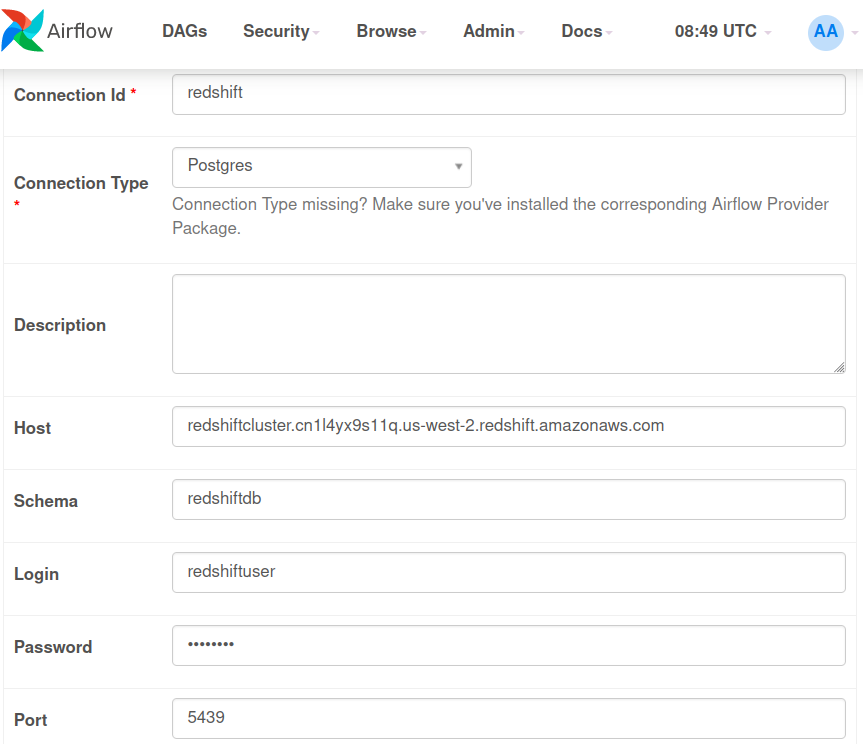 Airflow DAGs Security Browse Admin Docs 08:49 UTC AA
Connection Id * redshift
Connection Type * Postgres
Connection Type missing? Make sure you've installed the corresponding Airflow Provider
Package.
Description
Host redshiftcluster.cn1l4yx9s11q.us-west-2.redshift.amazonaws.com
Schema redshiftdb
Login redshiftuser
Password ••••••••
Port 5439